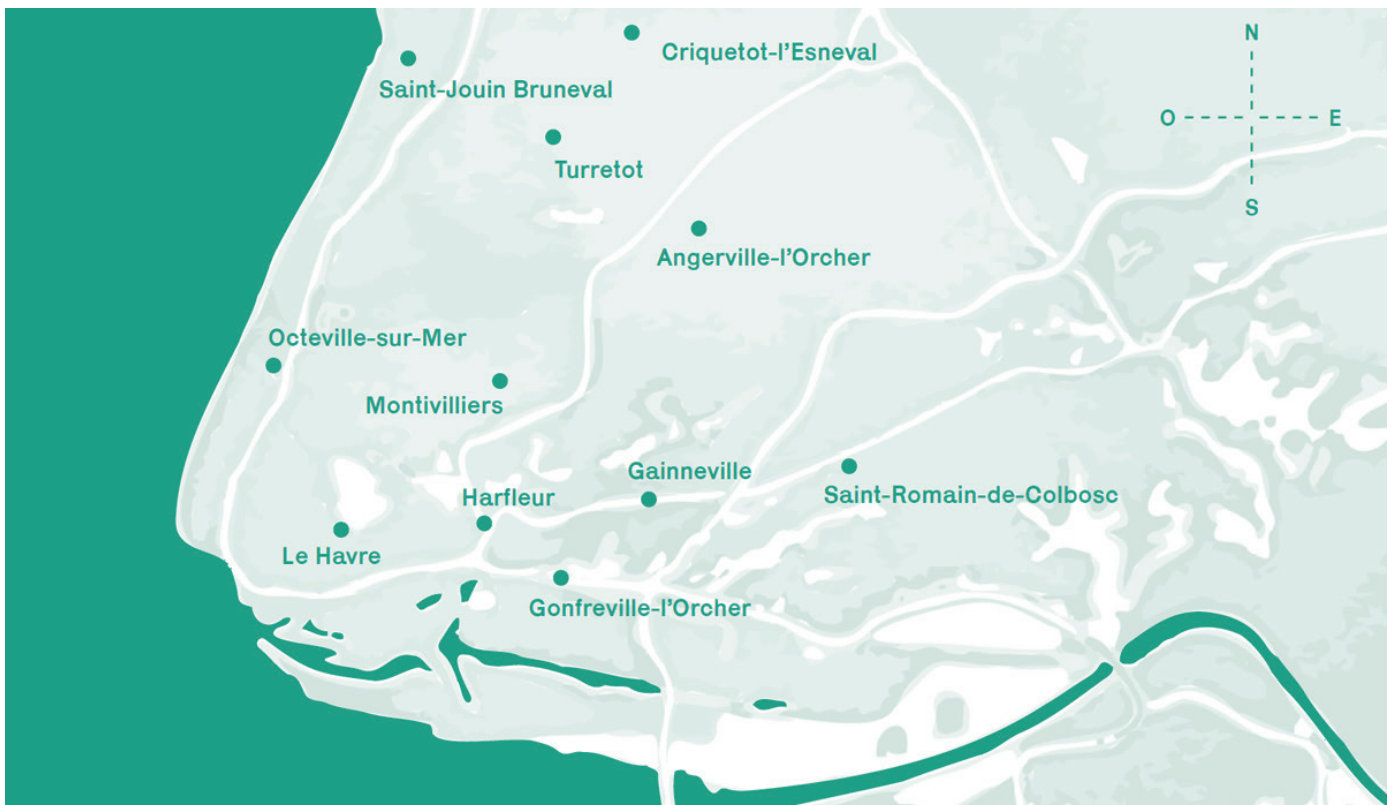 Criquetot-l'Esneval
Saint-Jouin Bruneval
Turretot
Angerville-l'Orcher
Octeville-sur-Mer
Montivilliers
Gainneville
Saint-Romain-de-Colbosc
Harfleur
Le Havre
Gonfreville-l'Orcher
N
O
E
S